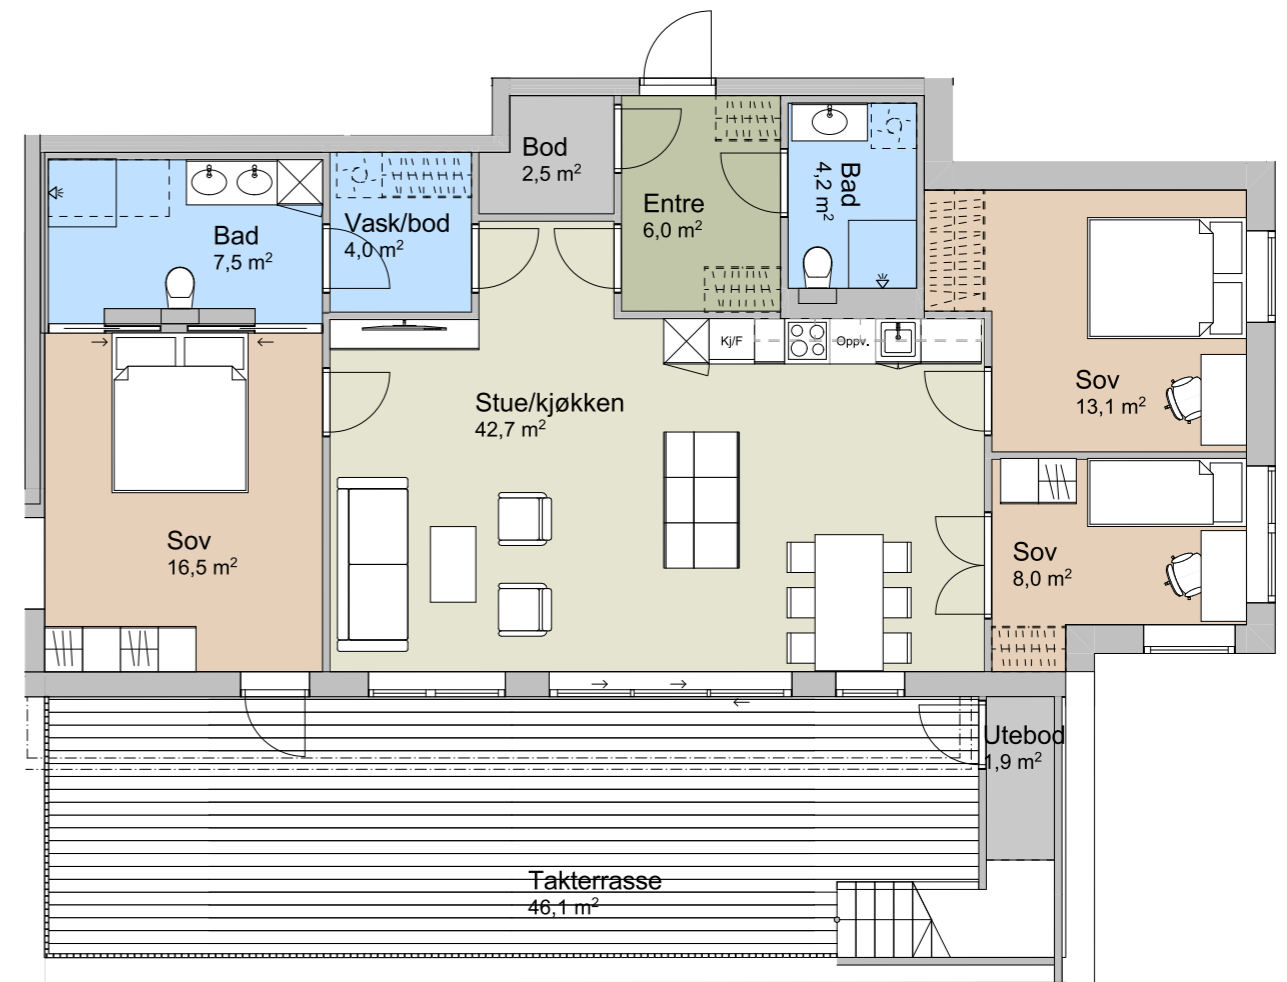 Bod
2,5 m²
Bad
4,2 m²
Entre
6,0 m²
Vask/bod
4,0 m²
Bad
7,5 m²
Kj/F
Oppv.
Sov
13,1 m²
Stue/kjøkken
42,7 m²
Sov
16,5 m²
Sov
8,0 m²
Utebod
1,9 m²
Takterrasse
46,1 m²